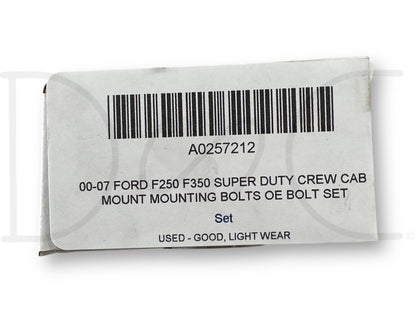 A0257212
00-07 FORD F250 F350 SUPER DUTY CREW CAB
MOUNT MOUNTING BOLTS OE BOLT SET
Set
USED - GOOD, LIGHT WEAR